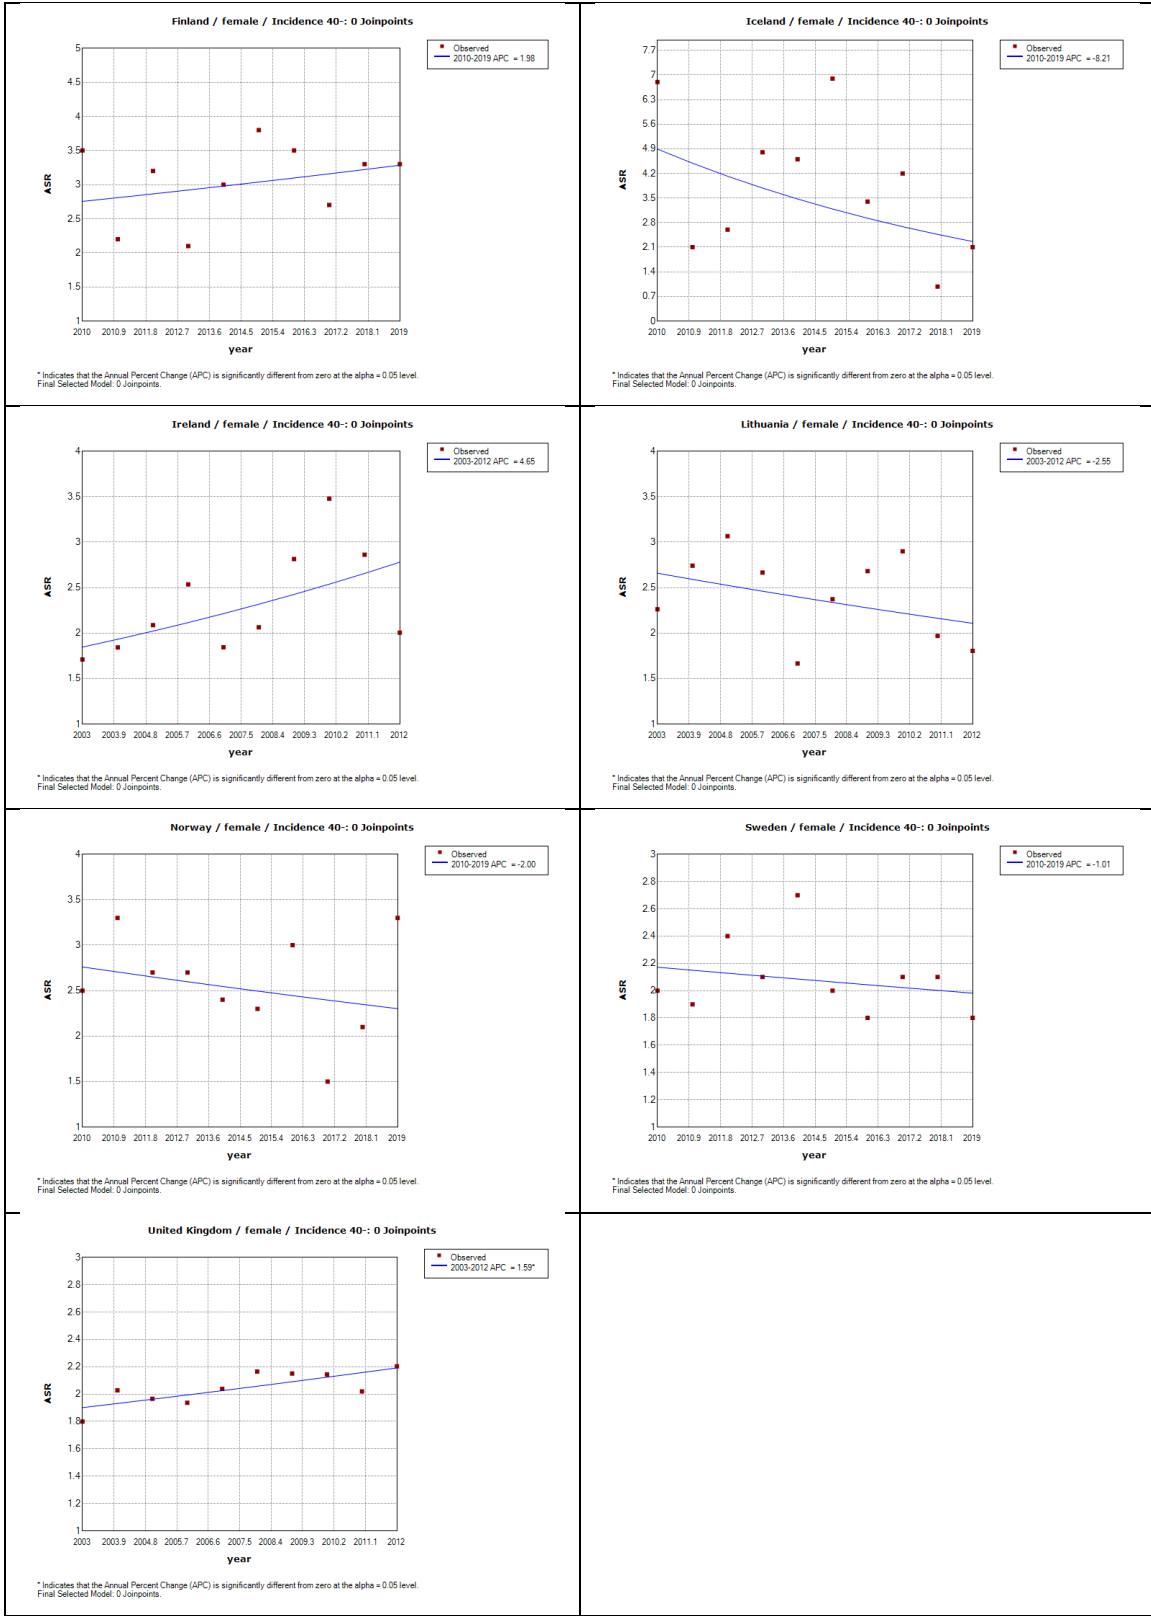 Finland / female / Incidence 40-: 0 Joinpoints
Observed
2010-2019 APC = 1.98
5
4.5
4
3.5
3
2.5
2
1.5
1
ASR
2010 2010.9 2011.8 2012.7 2013.6 2014.5 2015.4 2016.3 2017.2 2018.1 2019
year
* Indicates that the Annual Percent Change (APC) is significantly different from zero at the alpha = 0.05 level.
Final Selected Model: 0 Joinpoints.
Iceland / female / Incidence 40-: 0 Joinpoints
Observed
2010-2019 APC = -8.21
7.7
7
6.3
5.6
4.9
4.2
3.5
2.8
2.1
1.4
0.7
0
ASR
2010 2010.9 2011.8 2012.7 2013.6 2014.5 2015.4 2016.3 2017.2 2018.1 2019
year
* Indicates that the Annual Percent Change (APC) is significantly different from zero at the alpha = 0.05 level.
Final Selected Model: 0 Joinpoints.
Ireland / female / Incidence 40-: 0 Joinpoints
Observed
2003-2012 APC = 4.65
4
3.5
3
2.5
2
1.5
1
ASR
2003 2003.9 2004.8 2005.7 2006.6 2007.5 2008.4 2009.3 2010.2 2011.1 2012
year
* Indicates that the Annual Percent Change (APC) is significantly different from zero at the alpha = 0.05 level.
Final Selected Model: 0 Joinpoints.
Lithuania / female / Incidence 40-: 0 Joinpoints
Observed
2003-2012 APC = -2.55
4
3.5
3
2.5
2
1.5
1
ASR
2003 2003.9 2004.8 2005.7 2006.6 2007.5 2008.4 2009.3 2010.2 2011.1 2012
year
* Indicates that the Annual Percent Change (APC) is significantly different from zero at the alpha = 0.05 level.
Final Selected Model: 0 Joinpoints.
Norway / female / Incidence 40-: 0 Joinpoints
Observed
2010-2019 APC = -2.00
4
3.5
3
2.5
2
1.5
1
ASR
2010 2010.9 2011.8 2012.7 2013.6 2014.5 2015.4 2016.3 2017.2 2018.1 2019
year
* Indicates that the Annual Percent Change (APC) is significantly different from zero at the alpha = 0.05 level.
Final Selected Model: 0 Joinpoints.
Sweden / female / Incidence 40-: 0 Joinpoints
Observed
2010-2019 APC = -1.01
3
2.8
2.6
2.4
2.2
2
1.8
1.6
1.4
1.2
1
ASR
2010 2010.9 2011.8 2012.7 2013.6 2014.5 2015.4 2016.3 2017.2 2018.1 2019
year
* Indicates that the Annual Percent Change (APC) is significantly different from zero at the alpha = 0.05 level.
Final Selected Model: 0 Joinpoints.
United Kingdom / female / Incidence 40-: 0 Joinpoints
Observed
2003-2012 APC = 1.59*
3
2.8
2.6
2.4
2.2
2
1.8
1.6
1.4
1.2
1
ASR
2003 2003.9 2004.8 2005.7 2006.6 2007.5 2008.4 2009.3 2010.2 2011.1 2012
year
* Indicates that the Annual Percent Change (APC) is significantly different from zero at the alpha = 0.05 level.
Final Selected Model: 0 Joinpoints.